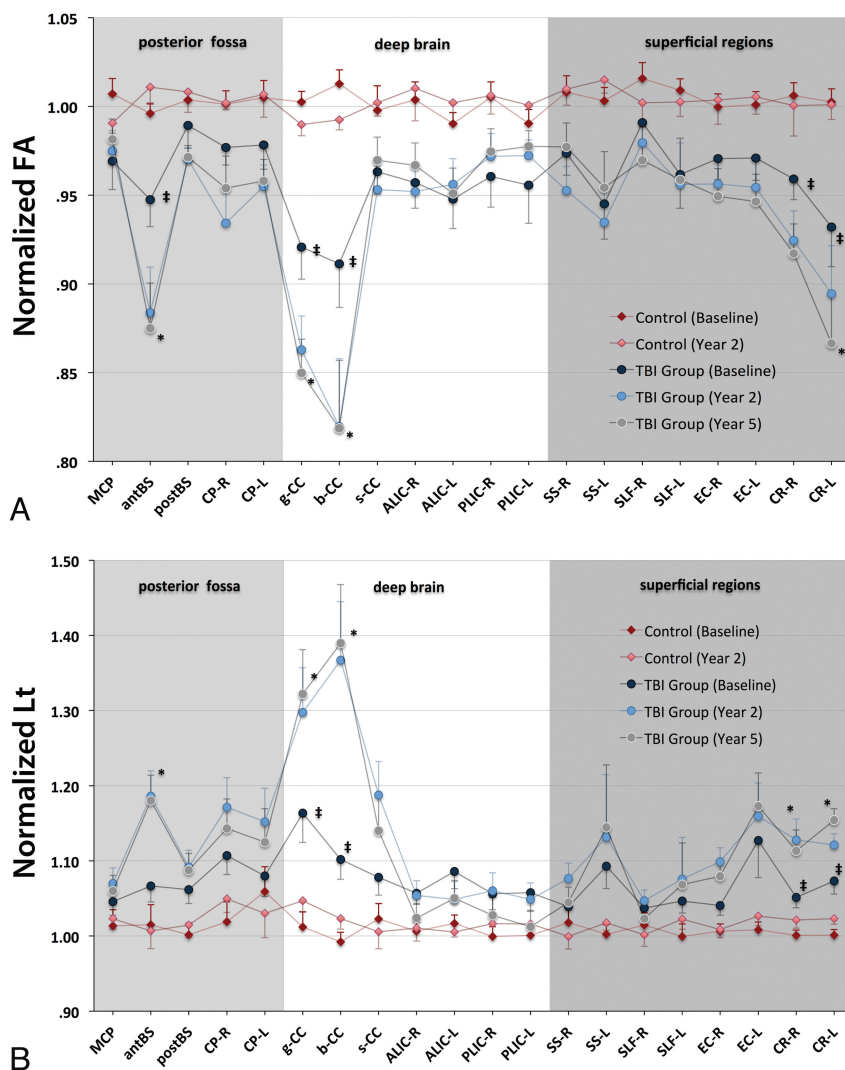 1.05
posterior fossa
deep brain
superficial regions
1.00
.95
.90
.85
.80
Normalized FA
‡
*
‡
*
‡
*
‡
‡
*
Control (Baseline)
Control (Year 2)
TBI Group (Baseline)
TBI Group (Year 2)
TBI Group (Year 5)
MCP antBS postBS CP-R CP-L g-CC b-CC s-CC ALIC-R ALIC-L PLIC-R PLIC-L SS-R SS-L SLF-R SLF-L EC-R EC-L CR-R CR-L
A
1.50
posterior fossa
deep brain
superficial regions
1.40
1.30
1.20
1.10
1.00
.90
Normalized Lt
*
*
‡
*
‡
*
‡
*
‡
Control (Baseline)
Control (Year 2)
TBI Group (Baseline)
TBI Group (Year 2)
TBI Group (Year 5)
MCP antBS postBS CP-R CP-L g-CC b-CC s-CC ALIC-R ALIC-L PLIC-R PLIC-L SS-R SS-L SLF-R SLF-L EC-R EC-L CR-R CR-L
B